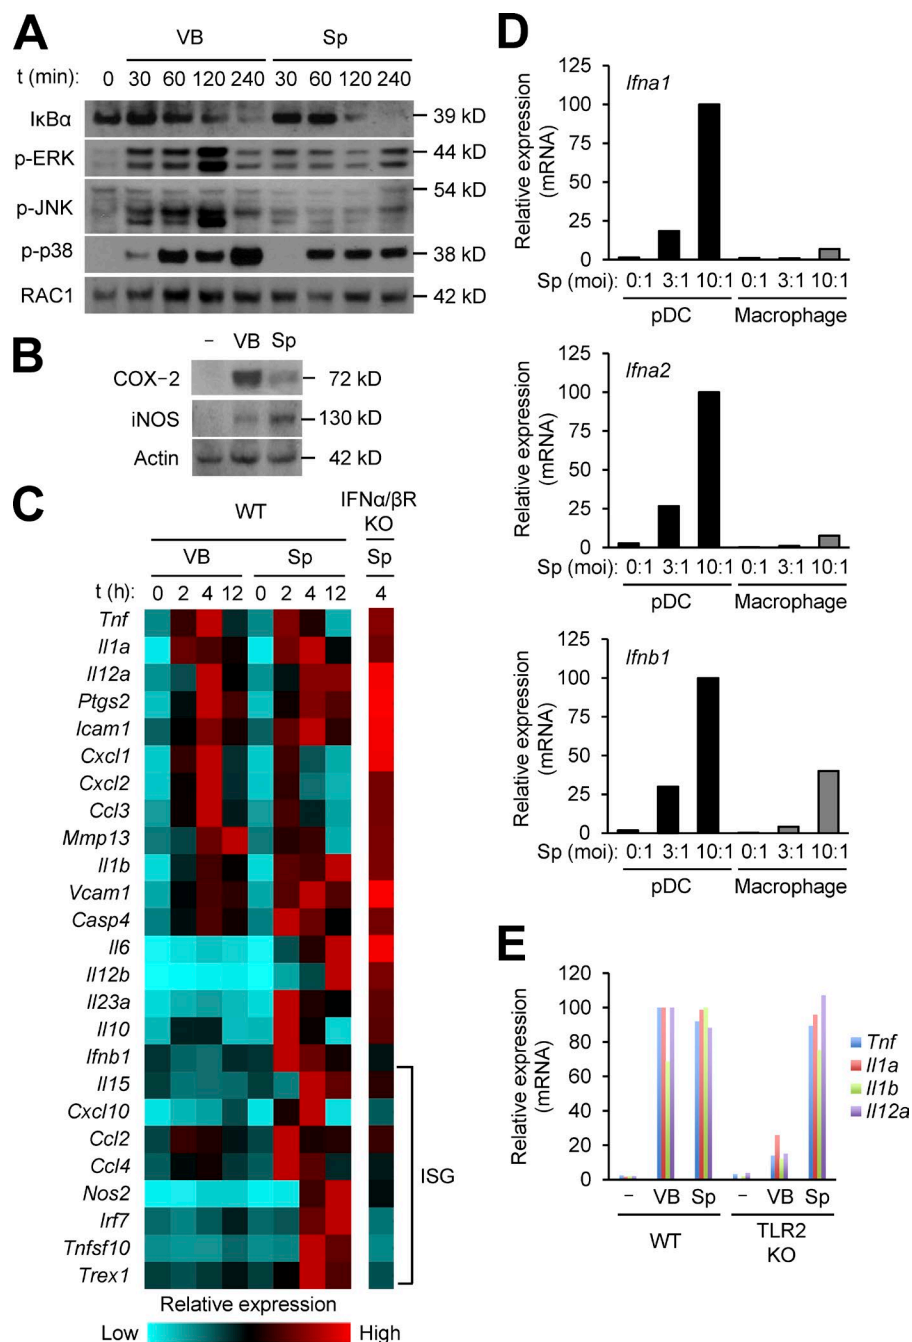 A
VB Sp
t (min): 0 30 60 120 240 30 60 120 240
IκBα 39 kD
p-ERK 44 kD
54 kD
p-JNK
p-p38 38 kD
RAC1 42 kD
B
– VB Sp
COX-2 72 kD
iNOS 130 kD
Actin 42 kD
C
WT IFNα/βR KO
VB Sp Sp
t (h): 0 2 4 12 0 2 4 12 4
Tnf
Il1a
Il12a
Ptgs2
Icam1
Cxcl1
Cxcl2
Ccl3
Mmp13
Il1b
Vcam1
Casp4
Il6
Il12b
Il23a
Il10
Ifnb1
Il15
Cxcl10
Ccl2
Ccl4
Nos2
Irf7
Tnfsf10
Trex1
ISG
Relative expression
Low High
D
Relative expression
(mRNA)
125
100
75
50
25
0
Ifna1
Sp (moi): 0:1 3:1 10:1 0:1 3:1 10:1
pDC Macrophage
Relative expression
(mRNA)
125
100
75
50
25
0
Ifna2
Sp (moi): 0:1 3:1 10:1 0:1 3:1 10:1
pDC Macrophage
Relative expression
(mRNA)
125
100
75
50
25
0
Ifnb1
Sp (moi): 0:1 3:1 10:1 0:1 3:1 10:1
pDC Macrophage
E
Relative expression
(mRNA)
120
100
80
60
40
20
0
Tnf
Il1a
Il1b
Il12a
– VB Sp – VB Sp
WT TLR2
KO